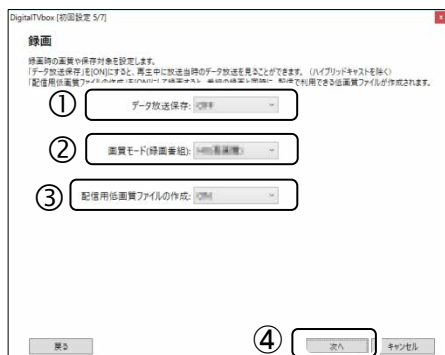 DigitalTVbox [初回設定 5/7]
録画
録画時の画質や保存対象を設定します。
「データ放送保存」を[ON]にすると、再生中に放送当時のデータ放送を見ることができます。（ハイブリッドキャストを除く）
「配信用低画質ファイルの作成」を[ON]にして録画すると、番組の録画と同時に、配信で利用できる低画質ファイルが作成されます。
① データ放送保存:
② 画質モード(録画番組):
③ 配信用低画質ファイルの作成:
④
戻る 次へ キャンセル